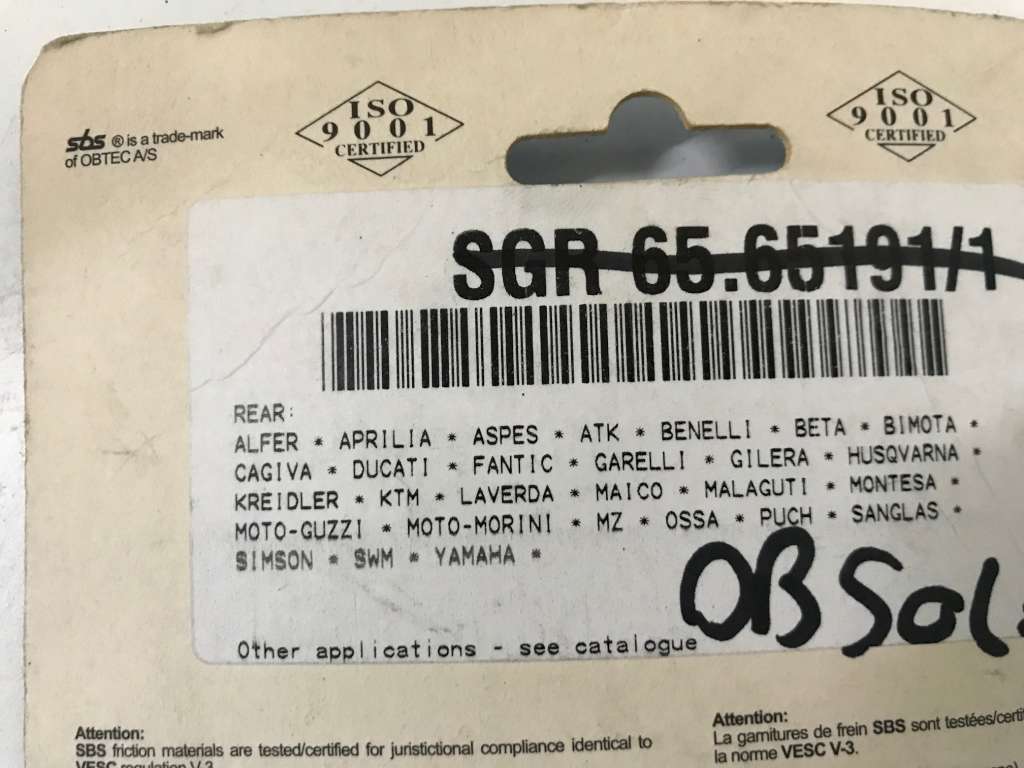 sbs ® is a trade-mark
of OBTEC A/S
ISO
9001
CERTIFIED
ISO
9001
CERTIFIED
SGR 65.65191/1
REAR:
ALFER * APRILIA * ASPES * ATK * BENELLI * BETA * BIMOTA *
CAGIVA * DUCATI * FANTIC * GARELLI * GILERA * HUSQVARNA *
KREIDLER * KTM * LAVERDA * MAICO * MALAGUTI * MONTESA *
MOTO-GUZZI * MOTO-MORINI * MZ * OSSA * PUCH * SANGLAS *
SIMSON * SWM * YAMAHA *
OBSol
Other applications - see catalogue
Attention:
SBS friction materials are tested/certified for juristictional compliance identical to
VESC regulation V-3
Attention:
La garnitures de frein SBS sont testées/certi
la norme VESC V-3.